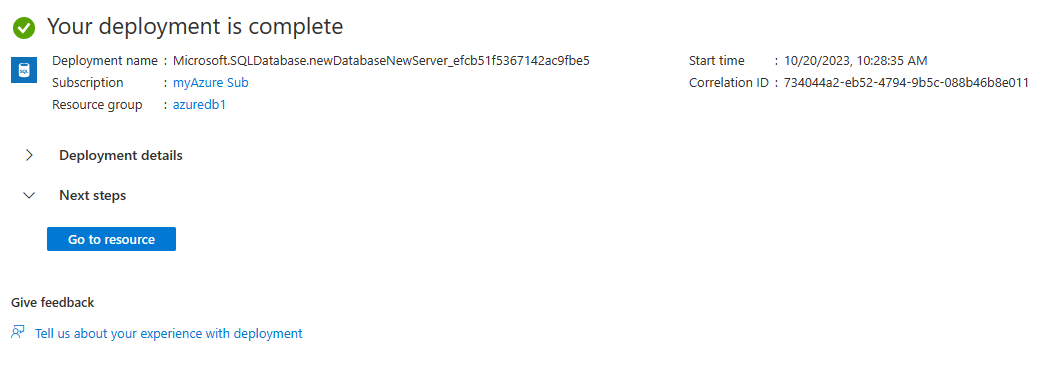 Your deployment is complete
SQL
Deployment name : Microsoft.SQLDatabase.newDatabaseNewServer_efcb51f5367142ac9fbe5
Subscription : myAzure Sub
Resource group : azuredb1
Start time : 10/20/2023, 10:28:35 AM
Correlation ID : 734044a2-eb52-4794-9b5c-088b46b8e011
Deployment details
Next steps
Go to resource
Give feedback
Tell us about your experience with deployment